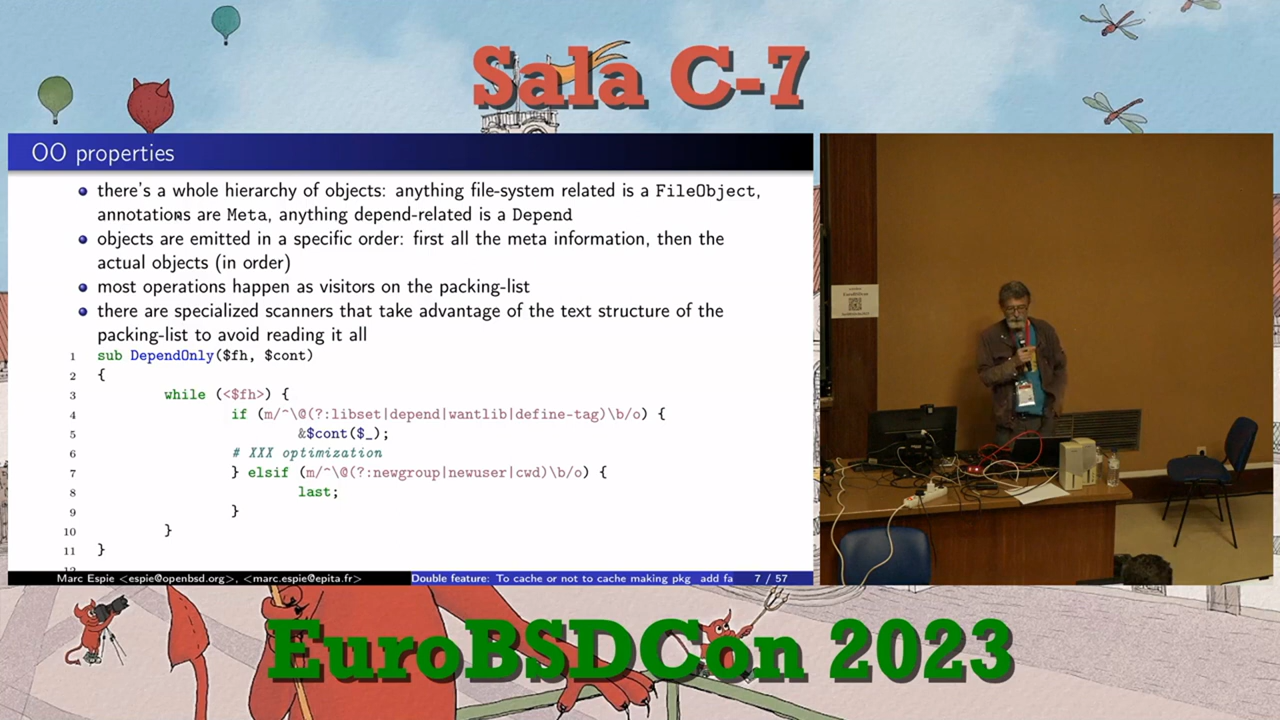 Sala C-7
OO properties
there's a whole hierarchy of objects: anything file-system related is a FileObject,
annotations are Meta, anything depend-related is a Depend
objects are emitted in a specific order: first all the meta information, then the
actual objects (in order)
most operations happen as visitors on the packing-list
there are specialized scanners that take advantage of the text structure of the
packing-list to avoid reading it all
1 sub DependOnly($fh, $cont)
2 {
3 while (<$fh>) {
4 if (m/^\@(?:libset|depend|wantlib|define-tag)\b/o) {
5 &$cont($_);
6 # XXX optimization
7 } elsif (m/^\@(?:newgroup|newuser|cwd)\b/o) {
8 last;
9 }
10 }
11 }
Marc Espie <espie@openbsd.org>, <marc.espie@epita.fr> Double feature: To cache or not to cache making pkg add fa 7 / 57
EuroBSDCon 2023